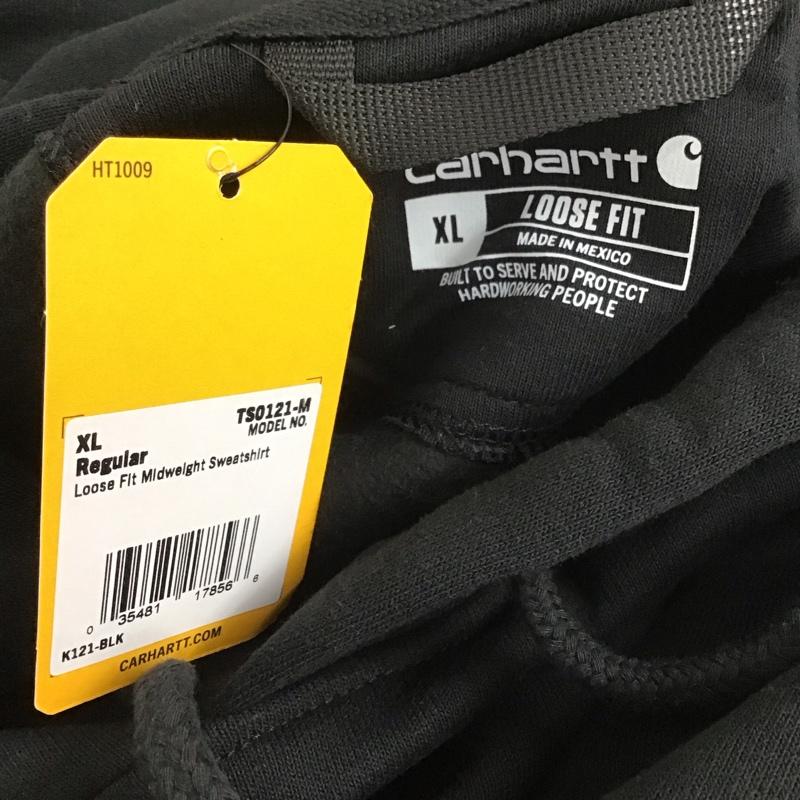 HT1009
XL
Regular
TS0121-M
MODEL NO.
Loose Fit Midweight Sweatshirt
0 35481 17856 6
K121-BLK
CARHARTT.COM
carhartt
XL
LOOSE FIT
MADE IN MEXICO
BUILT TO SERVE AND PROTECT
HARDWORKING PEOPLE